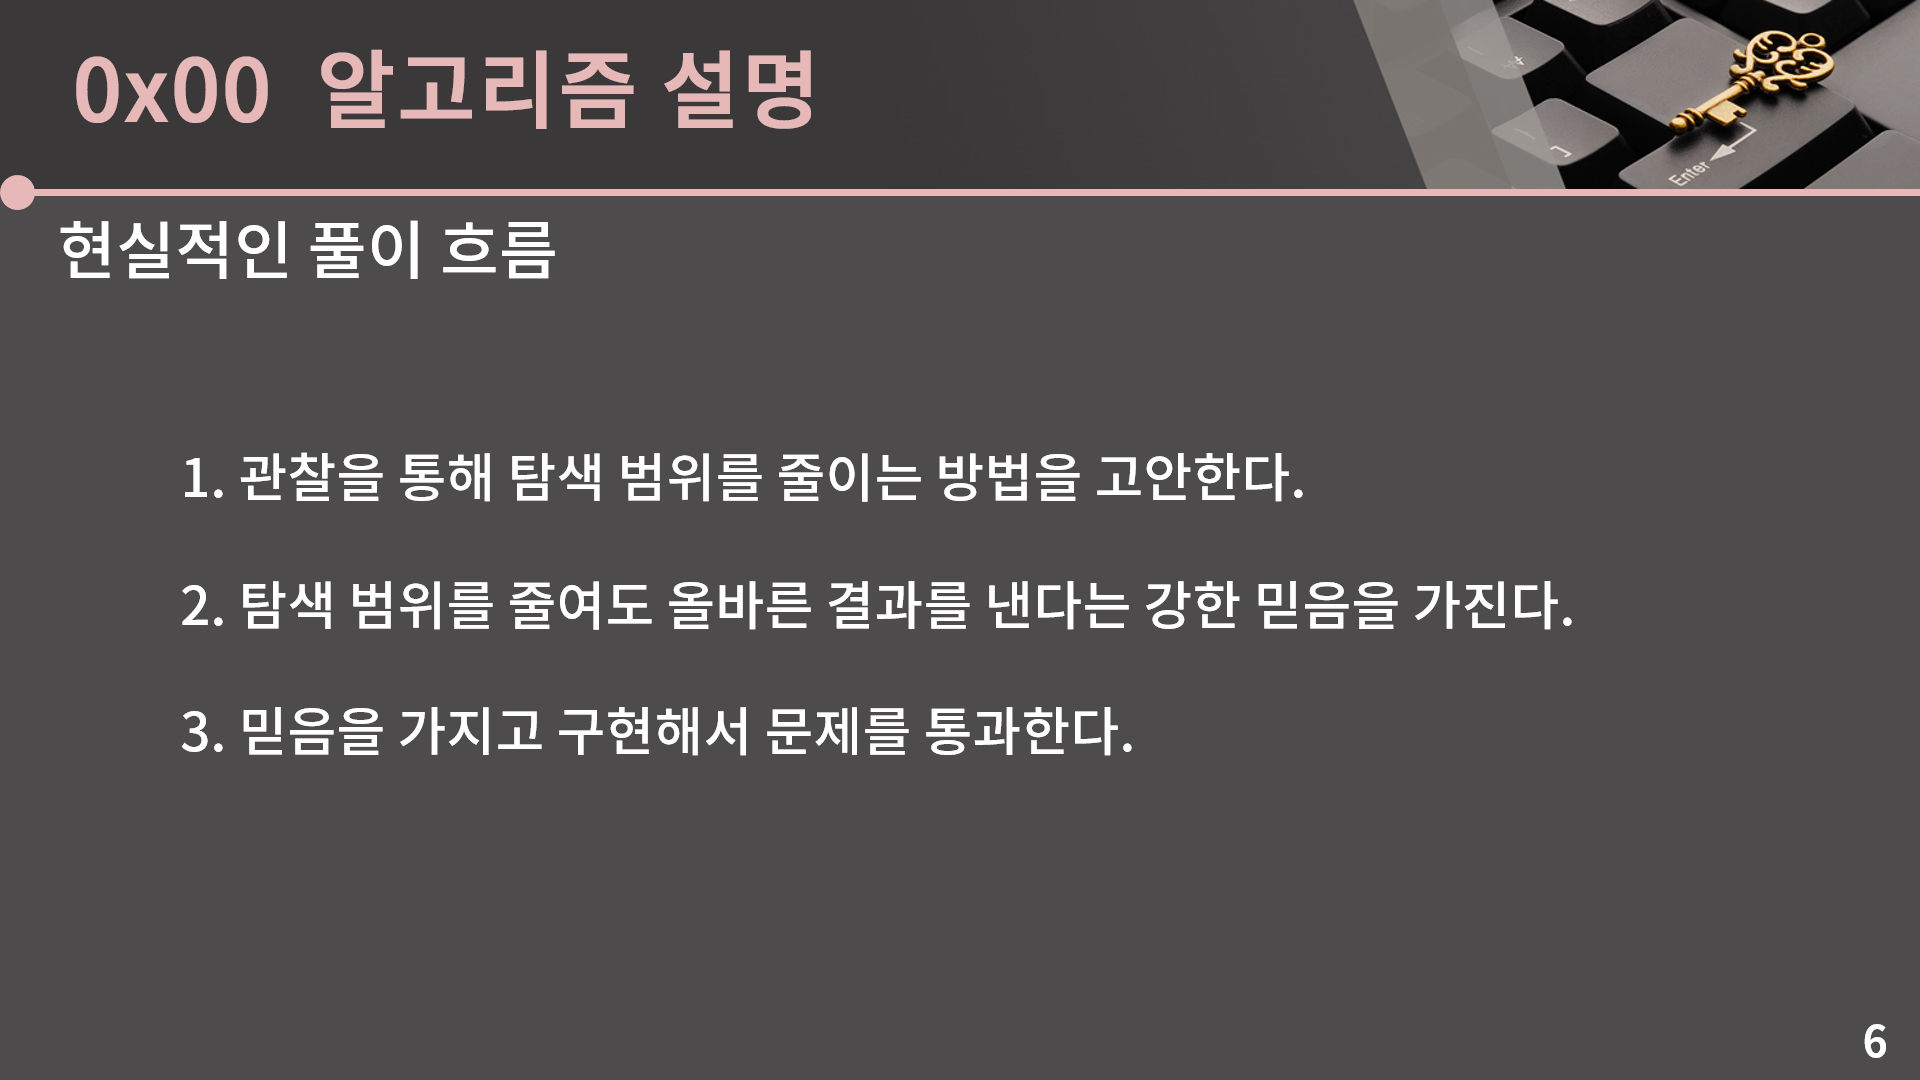 0x00 알고리즘 설명
Enter
현실적인 풀이 흐름
1. 관찰을 통해 탐색 범위를 줄이는 방법을 고안한다.
2. 탐색 범위를 줄여도 올바른 결과를 낸다는 강한 믿음을 가진다.
3. 믿음을 가지고 구현해서 문제를 통과한다.
6